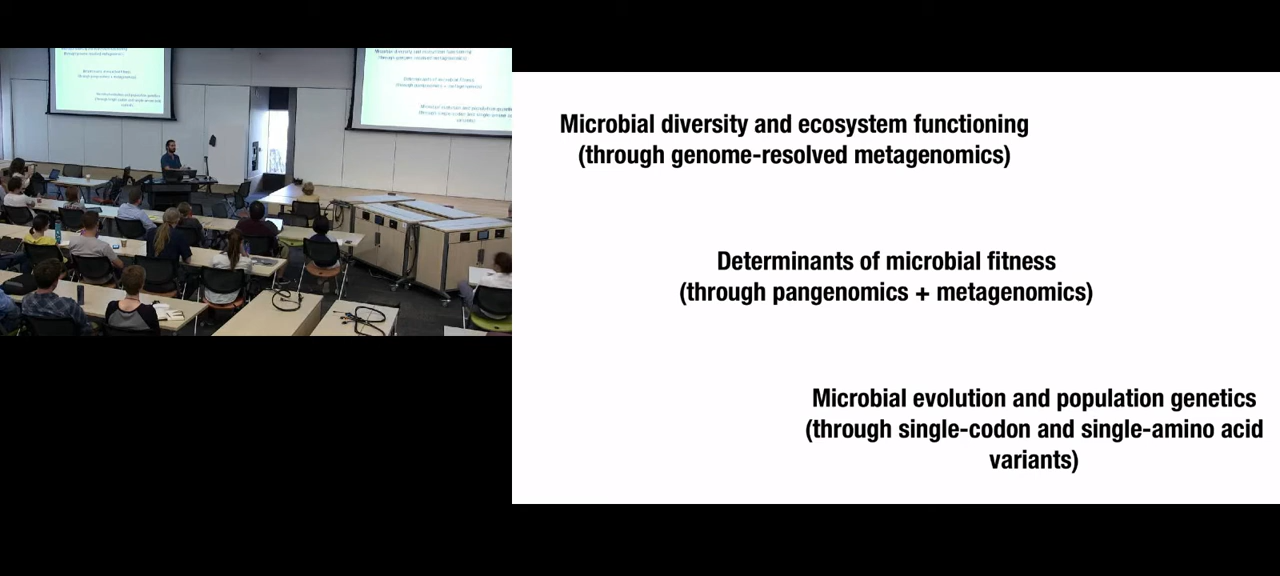 Microbial diversity and ecosystem functioning
(through genome-resolved metagenomics)
Determinants of microbial fitness
(through pangenomics + metagenomics)
Microbial evolution and population genetics
(through single-codon and single-amino acid
variants)